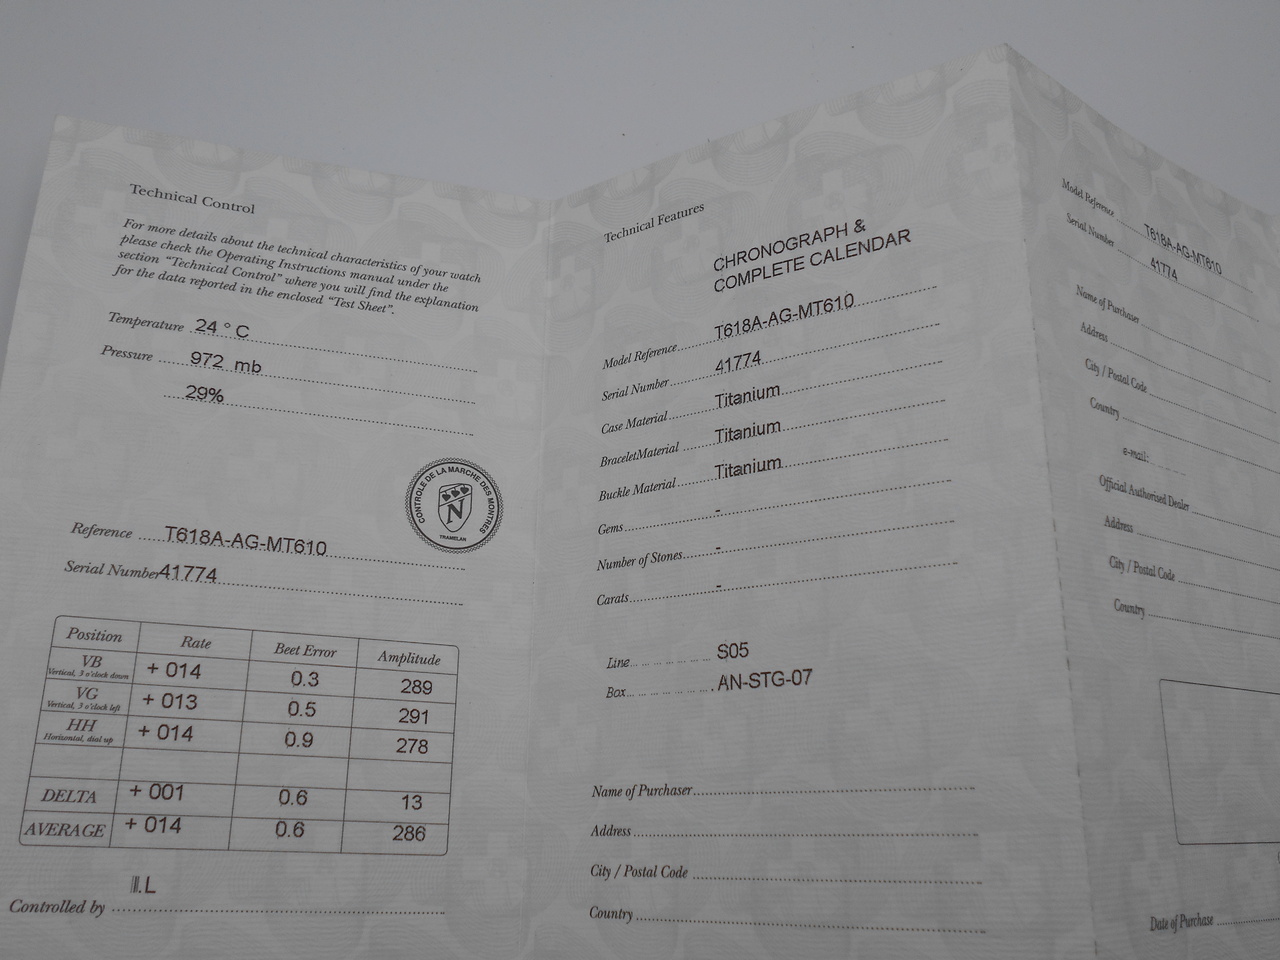 Technical Control
For more details about the technical characteristics of your watch
please check the Operating Instructions manual under the
section "Technical Control" where you will find the explanation
for the data reported in the enclosed "Test Sheet".
Temperature 24 ° C
Pressure 972 mb
29%
CONTROLE DE LA MARCHE DES MONTRES
N
TRAMELAN
Reference T618A-AG-MT610
Serial Number 41774
Position Rate Beet Error Amplitude
VB + 014 0.3 289
Vertical, 3 o'clock down
VG + 013 0.5 291
Vertical, 3 o'clock left
HH + 014 0.9 278
Horizontal, dial up
DELTA + 001 0.6 13
AVERAGE + 014 0.6 286
.L
Controlled by
Technical Features
CHRONOGRAPH &
COMPLETE CALENDAR
Model Reference T618A-AG-MT610
Serial Number 41774
Case Material Titanium
BraceletMaterial Titanium
Buckle Material Titanium
Gems -
Number of Stones -
Carats -
Line S05
Box AN-STG-07
Name of Purchaser
Address
City / Postal Code
Country
Model Reference T618A-AG-MT610
Serial Number 41774
Name of Purchaser
Address
City / Postal Code
Country
e-mail:
Official Authorised Dealer
Address
City / Postal Code
Country
Date of Purchase